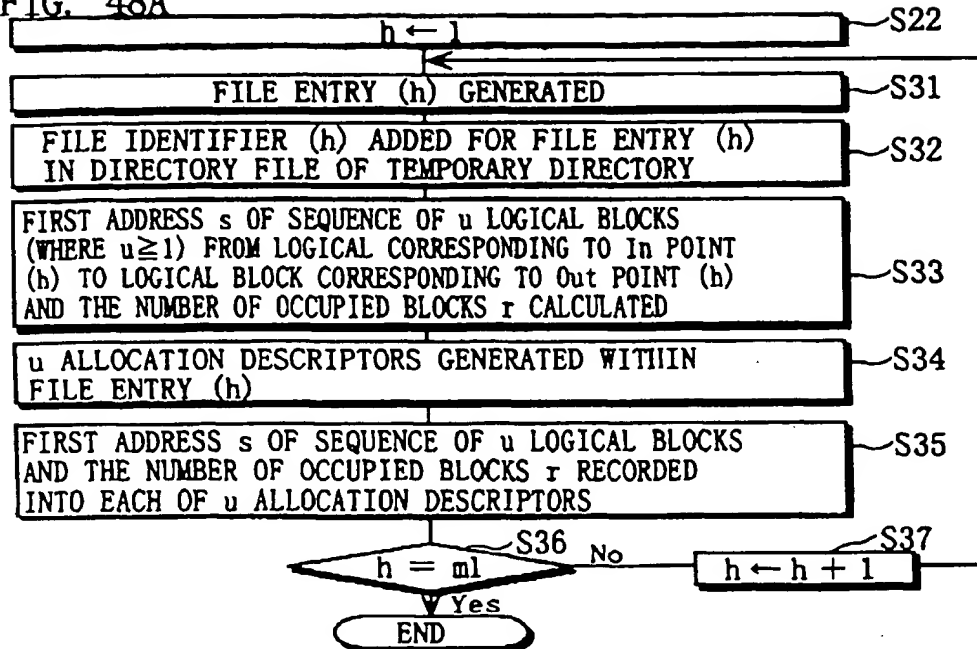 FIG. 48A
h ← 1
S22
FILE ENTRY (h) GENERATED
S31
FILE IDENTIFIER (h) ADDED FOR FILE ENTRY (h)
IN DIRECTORY FILE OF TEMPORARY DIRECTORY
S32
FIRST ADDRESS s OF SEQUENCE OF u LOGICAL BLOCKS
(WHERE u≧1) FROM LOGICAL CORRESPONDING TO In POINT
(h) TO LOGICAL BLOCK CORRESPONDING TO Out POINT (h)
AND THE NUMBER OF OCCUPIED BLOCKS r CALCULATED
S33
u ALLOCATION DESCRIPTORS GENERATED WITHIN
FILE ENTRY (h)
S34
FIRST ADDRESS s OF SEQUENCE OF u LOGICAL BLOCKS
AND THE NUMBER OF OCCUPIED BLOCKS r RECORDED
INTO EACH OF u ALLOCATION DESCRIPTORS
S35
h = m1
S36
No
h ← h + 1
S37
Yes
END